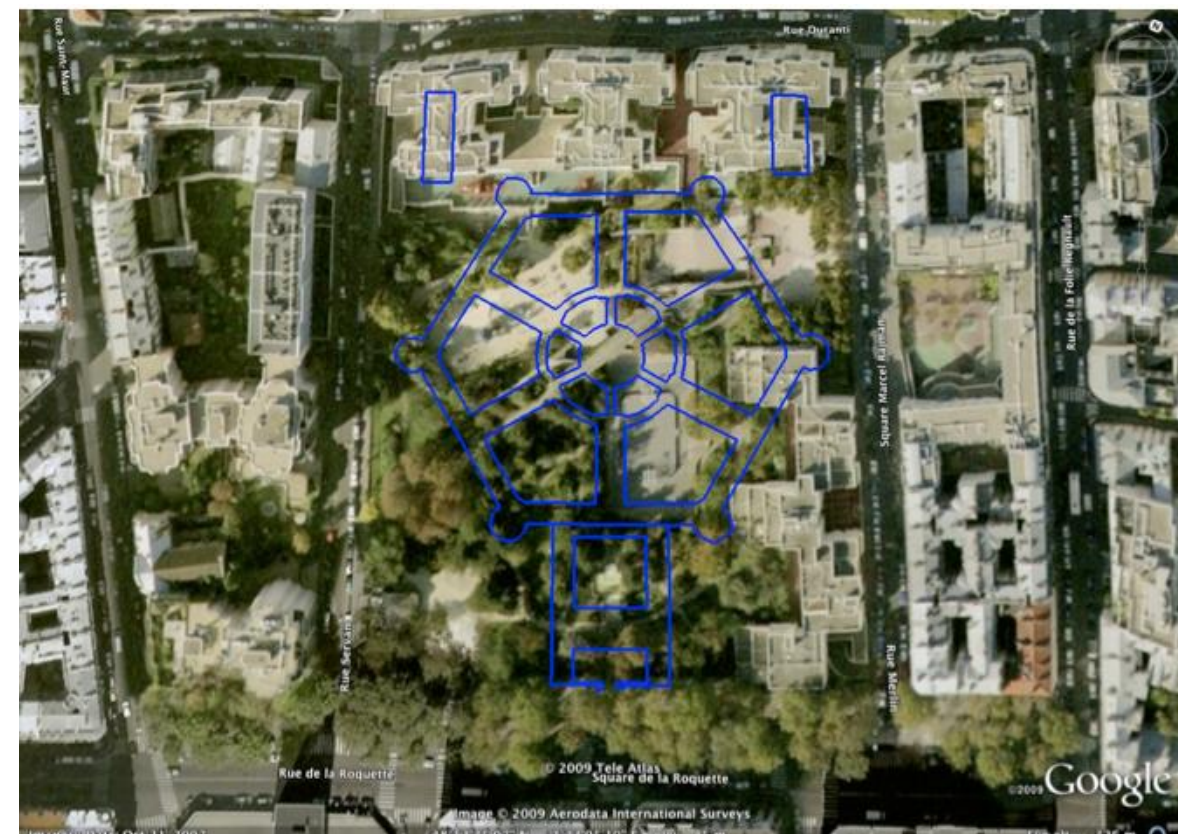 Rue Duranti
Rue Saint-Maur
Rue de la Folie Regnault
Square Marcel Rajman
Rue Servan
Rue Merlin
© 2009 Tele Atlas
Rue de la Roquette
Square de la Roquette
©2009 Google
Image © 2009 Aerodata International Surveys